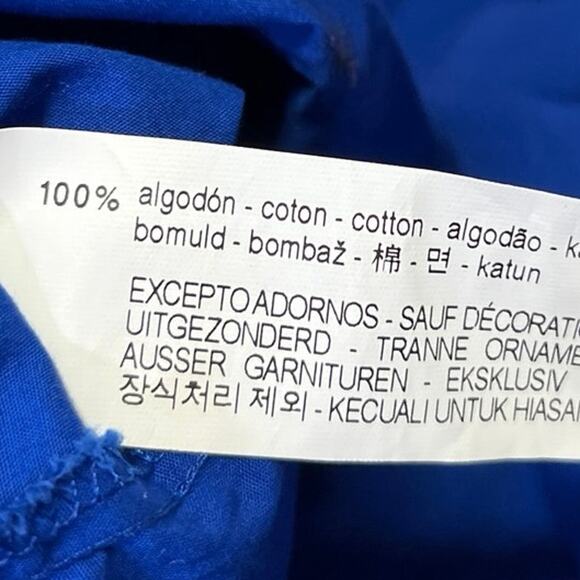 100% algodón - coton - cotton - algodão - ka
bomuld - bombaž - 棉 - 면 - katun
EXCEPTO ADORNOS - SAUF DÉCORATI
UITGEZONDERD - TRANNE ORNAME
AUSSER GARNITUREN - EKSKLUSIV
장식처리 제외 - KECUALI UNTUK HIASA